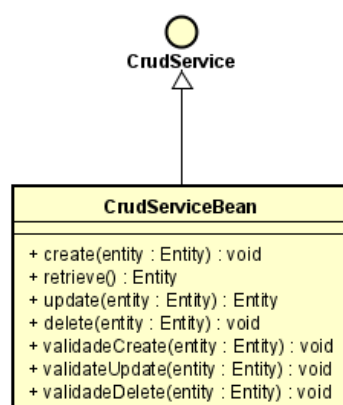 CrudService
CrudServiceBean
+ create(entity : Entity) : void
+ retrieve() : Entity
+ update(entity : Entity) : Entity
+ delete(entity : Entity) : void
+ validadeCreate(entity : Entity) : void
+ validateUpdate(entity : Entity) : void
+ validadeDelete(entity : Entity) : void